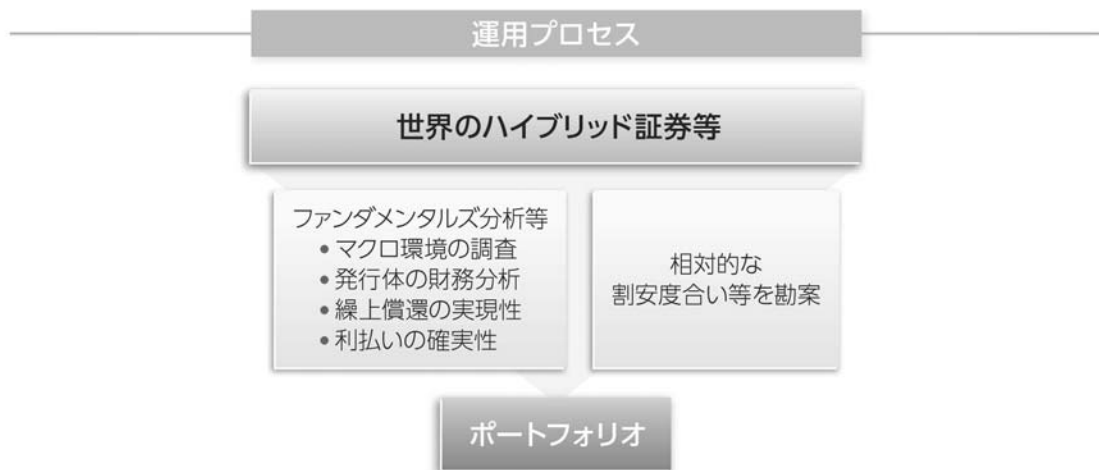 運用プロセス
世界のハイブリッド証券等
ファンダメンタルズ分析等
• マクロ環境の調査
• 発行体の財務分析
• 繰上償還の実現性
• 利払いの確実性
相対的な
割安度合い等を勘案
ポートフォリオ